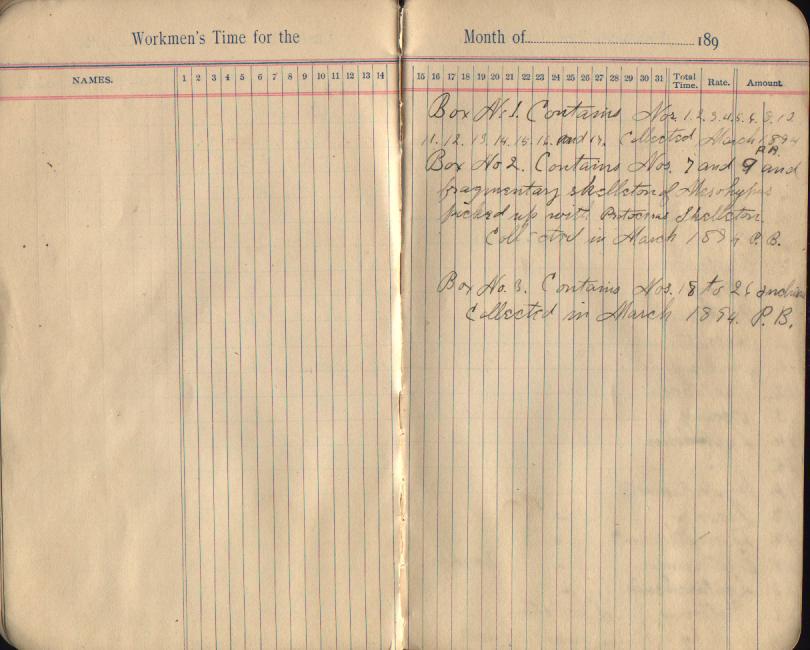 Workmen's Time for the
Month of 189
NAMES. 1 2 3 4 5 6 7 8 9 10 11 12 13 14
15 16 17 18 19 20 21 22 23 24 25 26 27 28 29 30 31 Total Time. Rate. Amount
Box No 1. Contains Nos. 1. 2. 3. 4. 5. 6.
11. 12. 13. 14. 15. 16. and 17. Collected March 1894
Box No 2. Contains Nos. 7 and 9 and
fragmentary skelleton of Mesohypus
picked up with Protoceras Skelleton.
Collected in March 1894 P. B.
Box No. 3. Contains Nos. 18 to 26
Collected in March 1894. P. B.